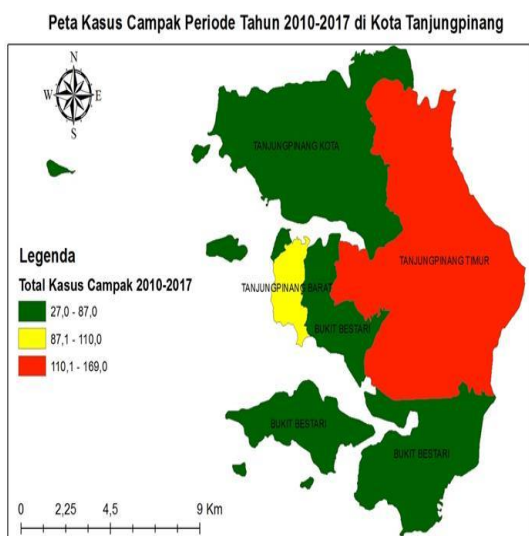 Peta Kasus Campak Periode Tahun 2010-2017 di Kota Tanjungpinang
N
W E
S
TANJUNGPINANG KOTA
TANJUNGPINANG TIMUR
TANJUNGPINANG BARAT
BUKIT BESTARI
BUKIT BESTARI
BUKIT BESTARI
Legenda
Total Kasus Campak 2010-2017
27,0 - 87,0
87,1 - 110,0
110,1 - 169,0
0 2,25 4,5 9 Km